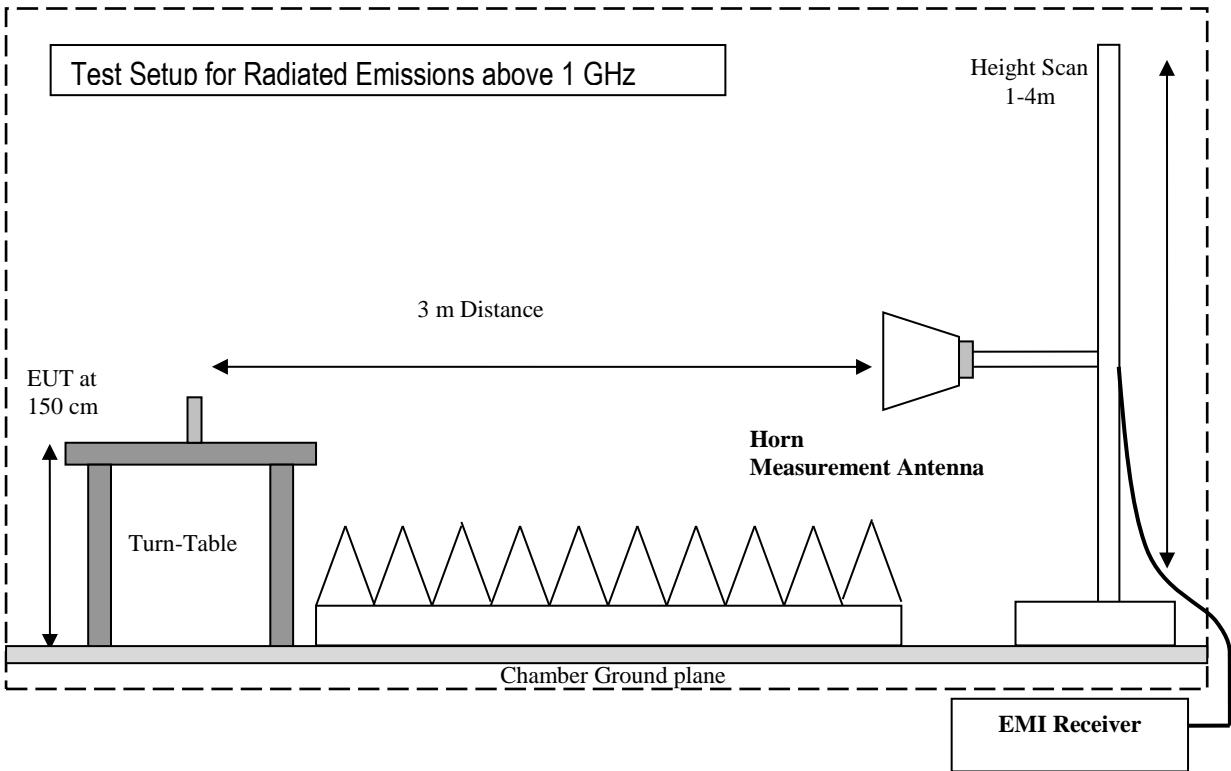 Test Setup for Radiated Emissions above 1 GHz
Height Scan
1-4m
3 m Distance
EUT at
150 cm
Horn
Measurement Antenna
Turn-Table
Chamber Ground plane
EMI Receiver